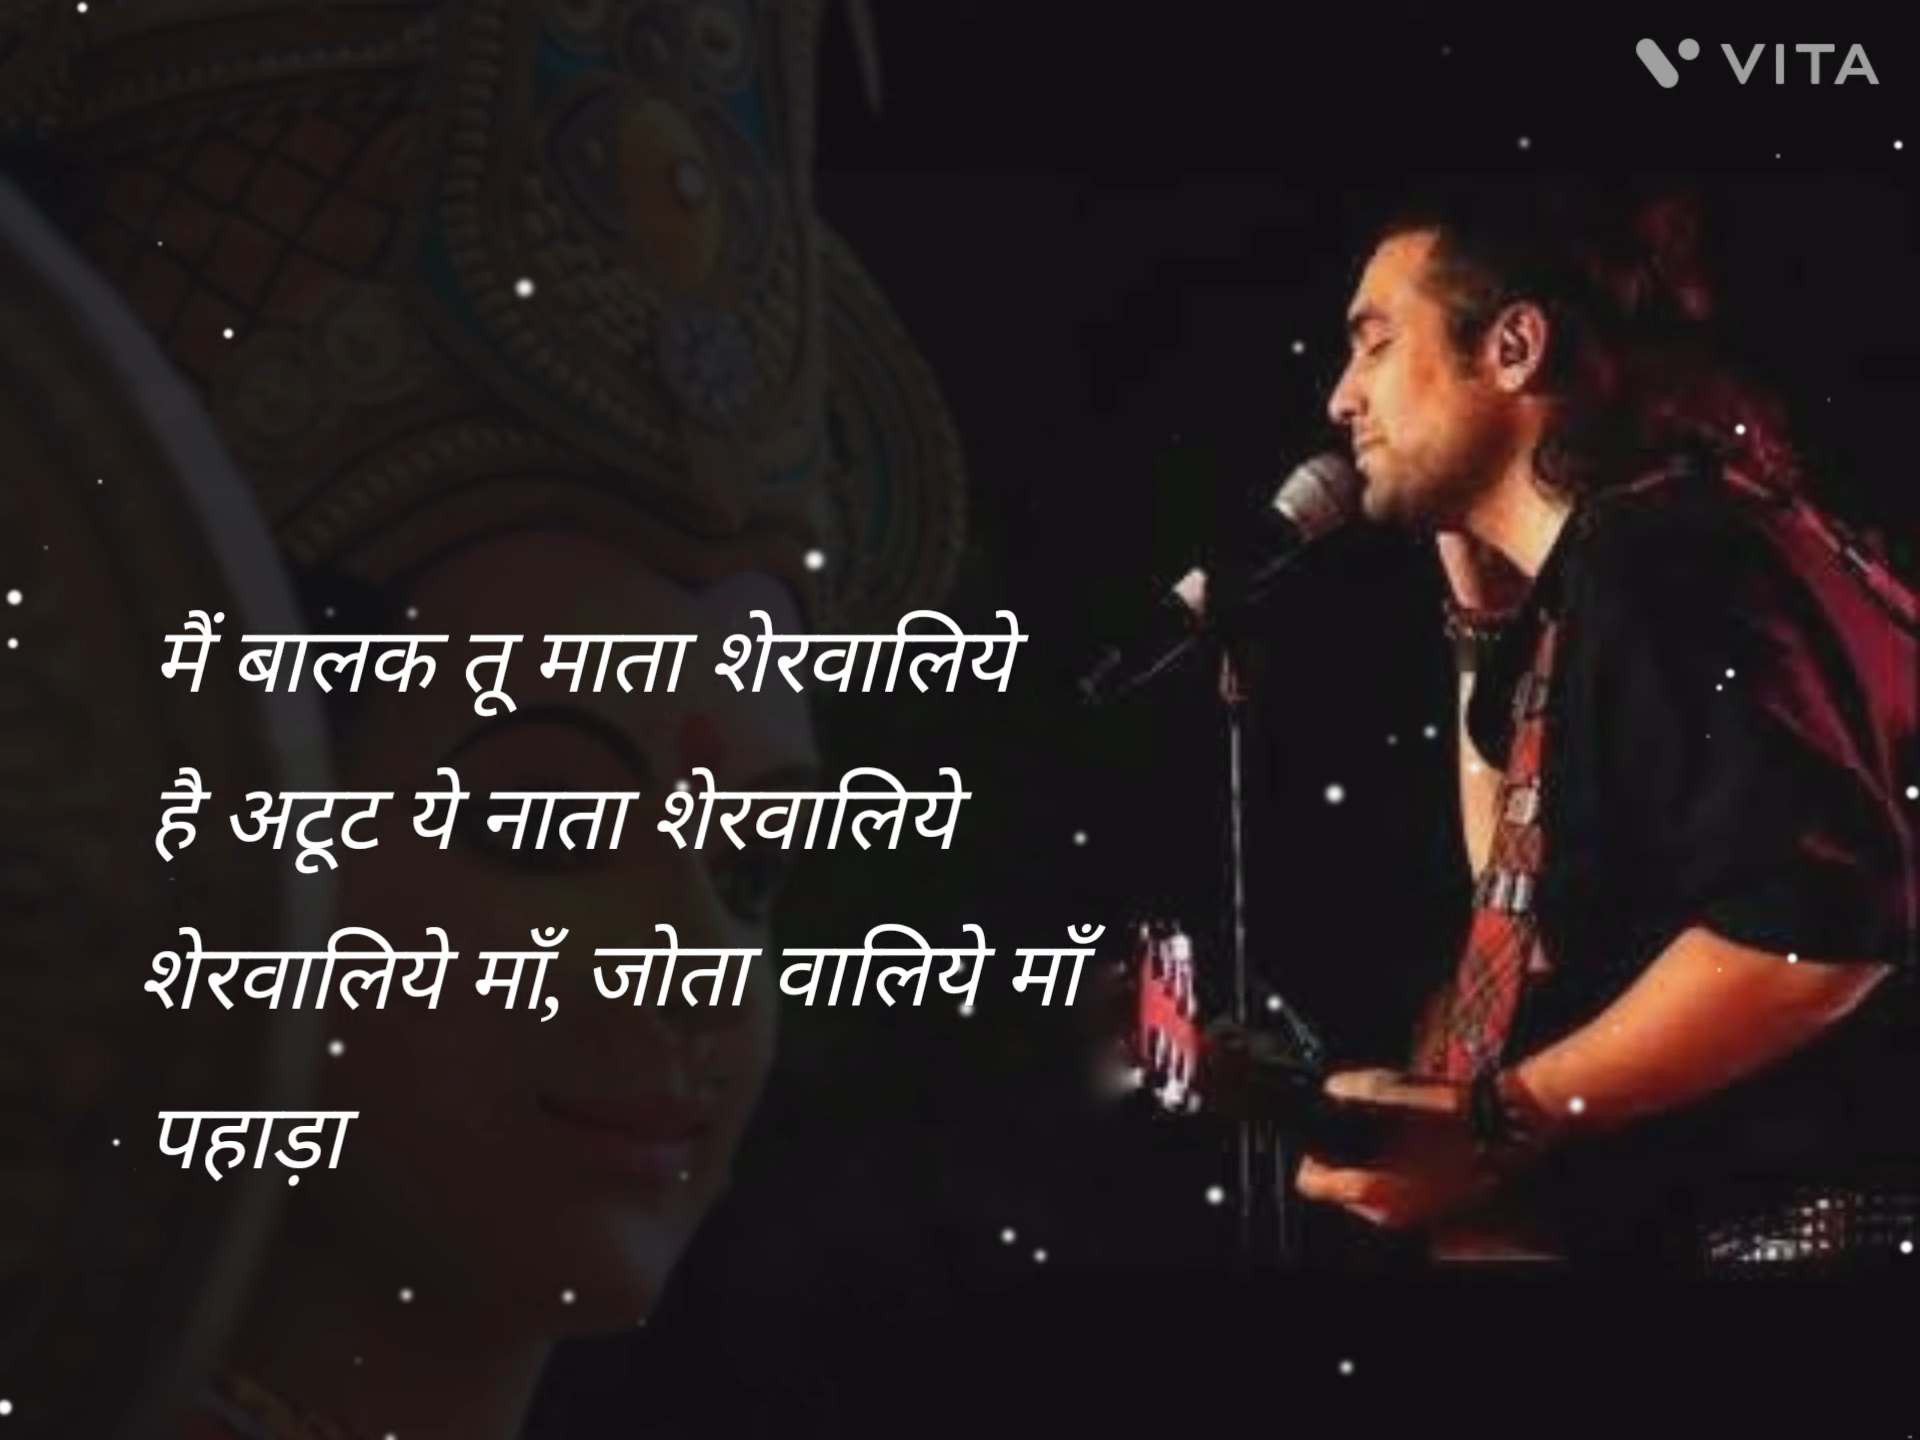 VITA
मैं बालक तू माता शेरवालिये
है अटूट ये नाता शेरवालिये
शेरवालिये माँ, जोता वालिये माँ
पहाड़ा